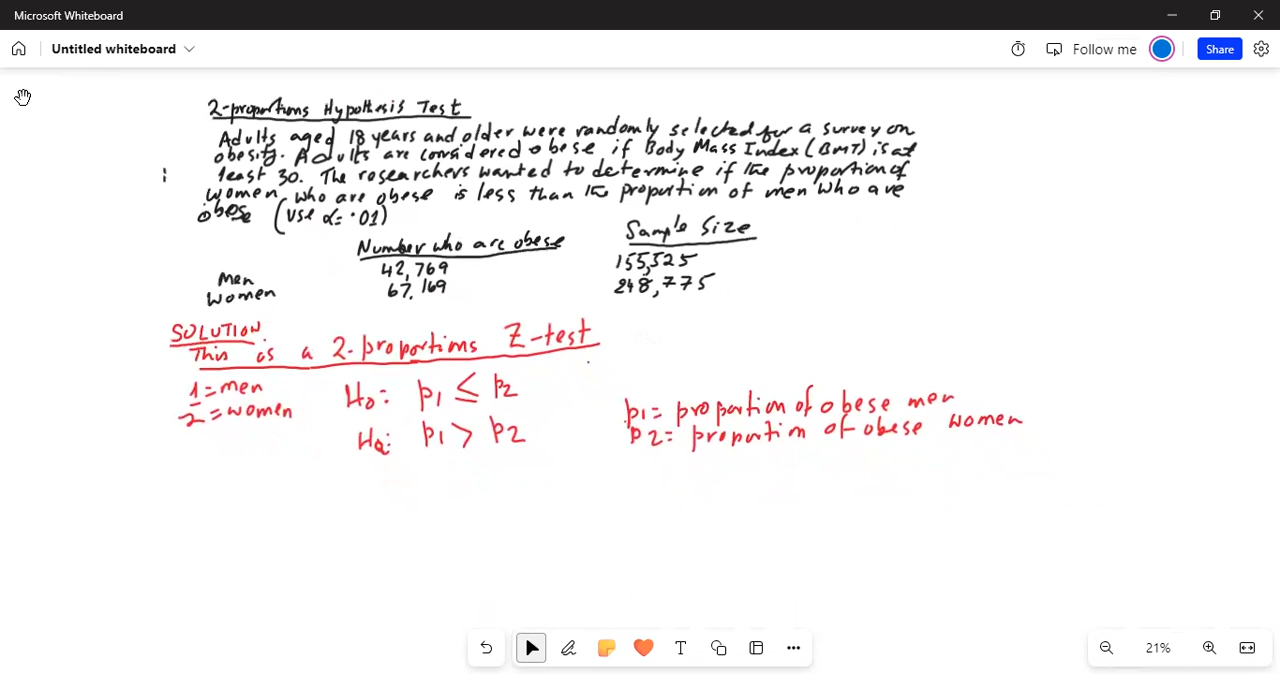 Microsoft Whiteboard
Untitled whiteboard
Follow me
Share
2-proportions Hypothesis Test
Adults aged 18 years and older were randomly selected for a survey on
obesity. Adults are considered obese if Body Mass Index (BMI) is at
least 30. The researchers wanted to determine if the proportion of
women who are obese is less than the proportion of men who are
obese (use α = .01)
Number who are obese Sample Size
Men 42,769 155,525
Women 67,169 248,775
SOLUTION
This is a 2-proportions Z-test
1 = men
2 = women
H0: p1 ≤ p2
Ha: p1 > p2
p1 = proportion of obese men
p2 = proportion of obese women
21%